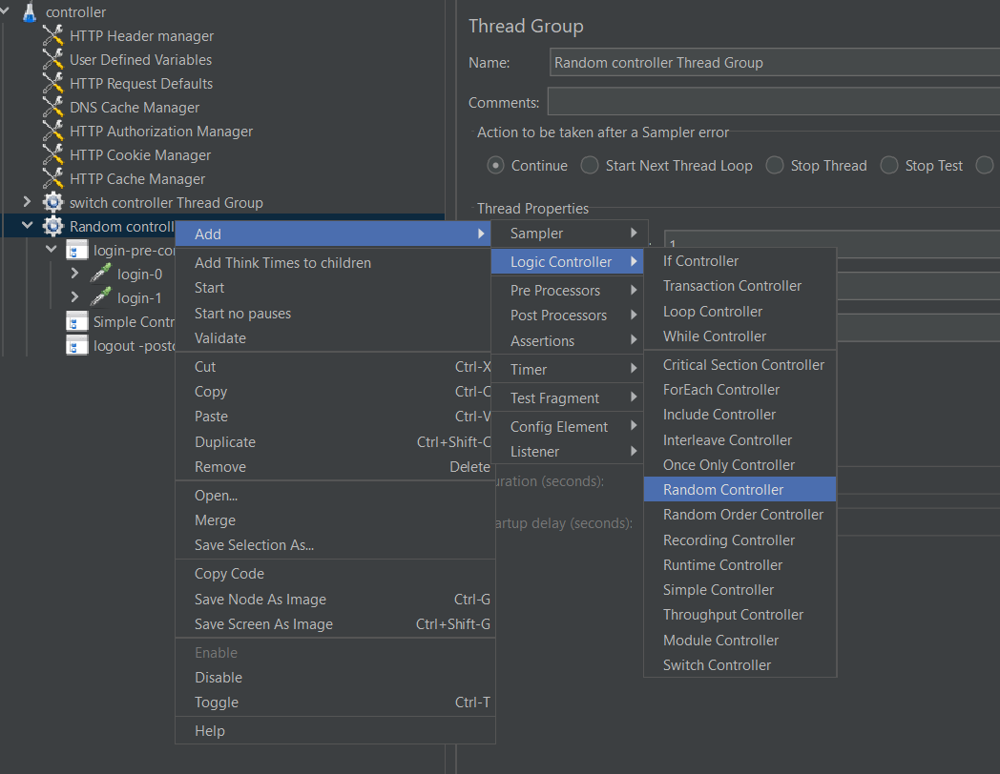 controller
HTTP Header manager
User Defined Variables
HTTP Request Defaults
DNS Cache Manager
HTTP Authorization Manager
HTTP Cookie Manager
HTTP Cache Manager
switch controller Thread Group
Random controll
login-pre-con
login-0
login-1
Simple Contr
logout -postc
Thread Group
Name: Random controller Thread Group
Comments:
Action to be taken after a Sampler error
Continue Start Next Thread Loop Stop Thread Stop Test
Thread Properties
1
uration (seconds):
artup delay (seconds):
Add
Add Think Times to children
Start
Start no pauses
Validate
Cut Ctrl-X
Copy Ctrl-C
Paste Ctrl-V
Duplicate Ctrl+Shift-C
Remove Delete
Open...
Merge
Save Selection As...
Copy Code
Save Node As Image Ctrl-G
Save Screen As Image Ctrl+Shift-G
Enable
Disable
Toggle Ctrl-T
Help
Sampler
Logic Controller
Pre Processors
Post Processors
Assertions
Timer
Test Fragment
Config Element
Listener
If Controller
Transaction Controller
Loop Controller
While Controller
Critical Section Controller
ForEach Controller
Include Controller
Interleave Controller
Once Only Controller
Random Controller
Random Order Controller
Recording Controller
Runtime Controller
Simple Controller
Throughput Controller
Module Controller
Switch Controller